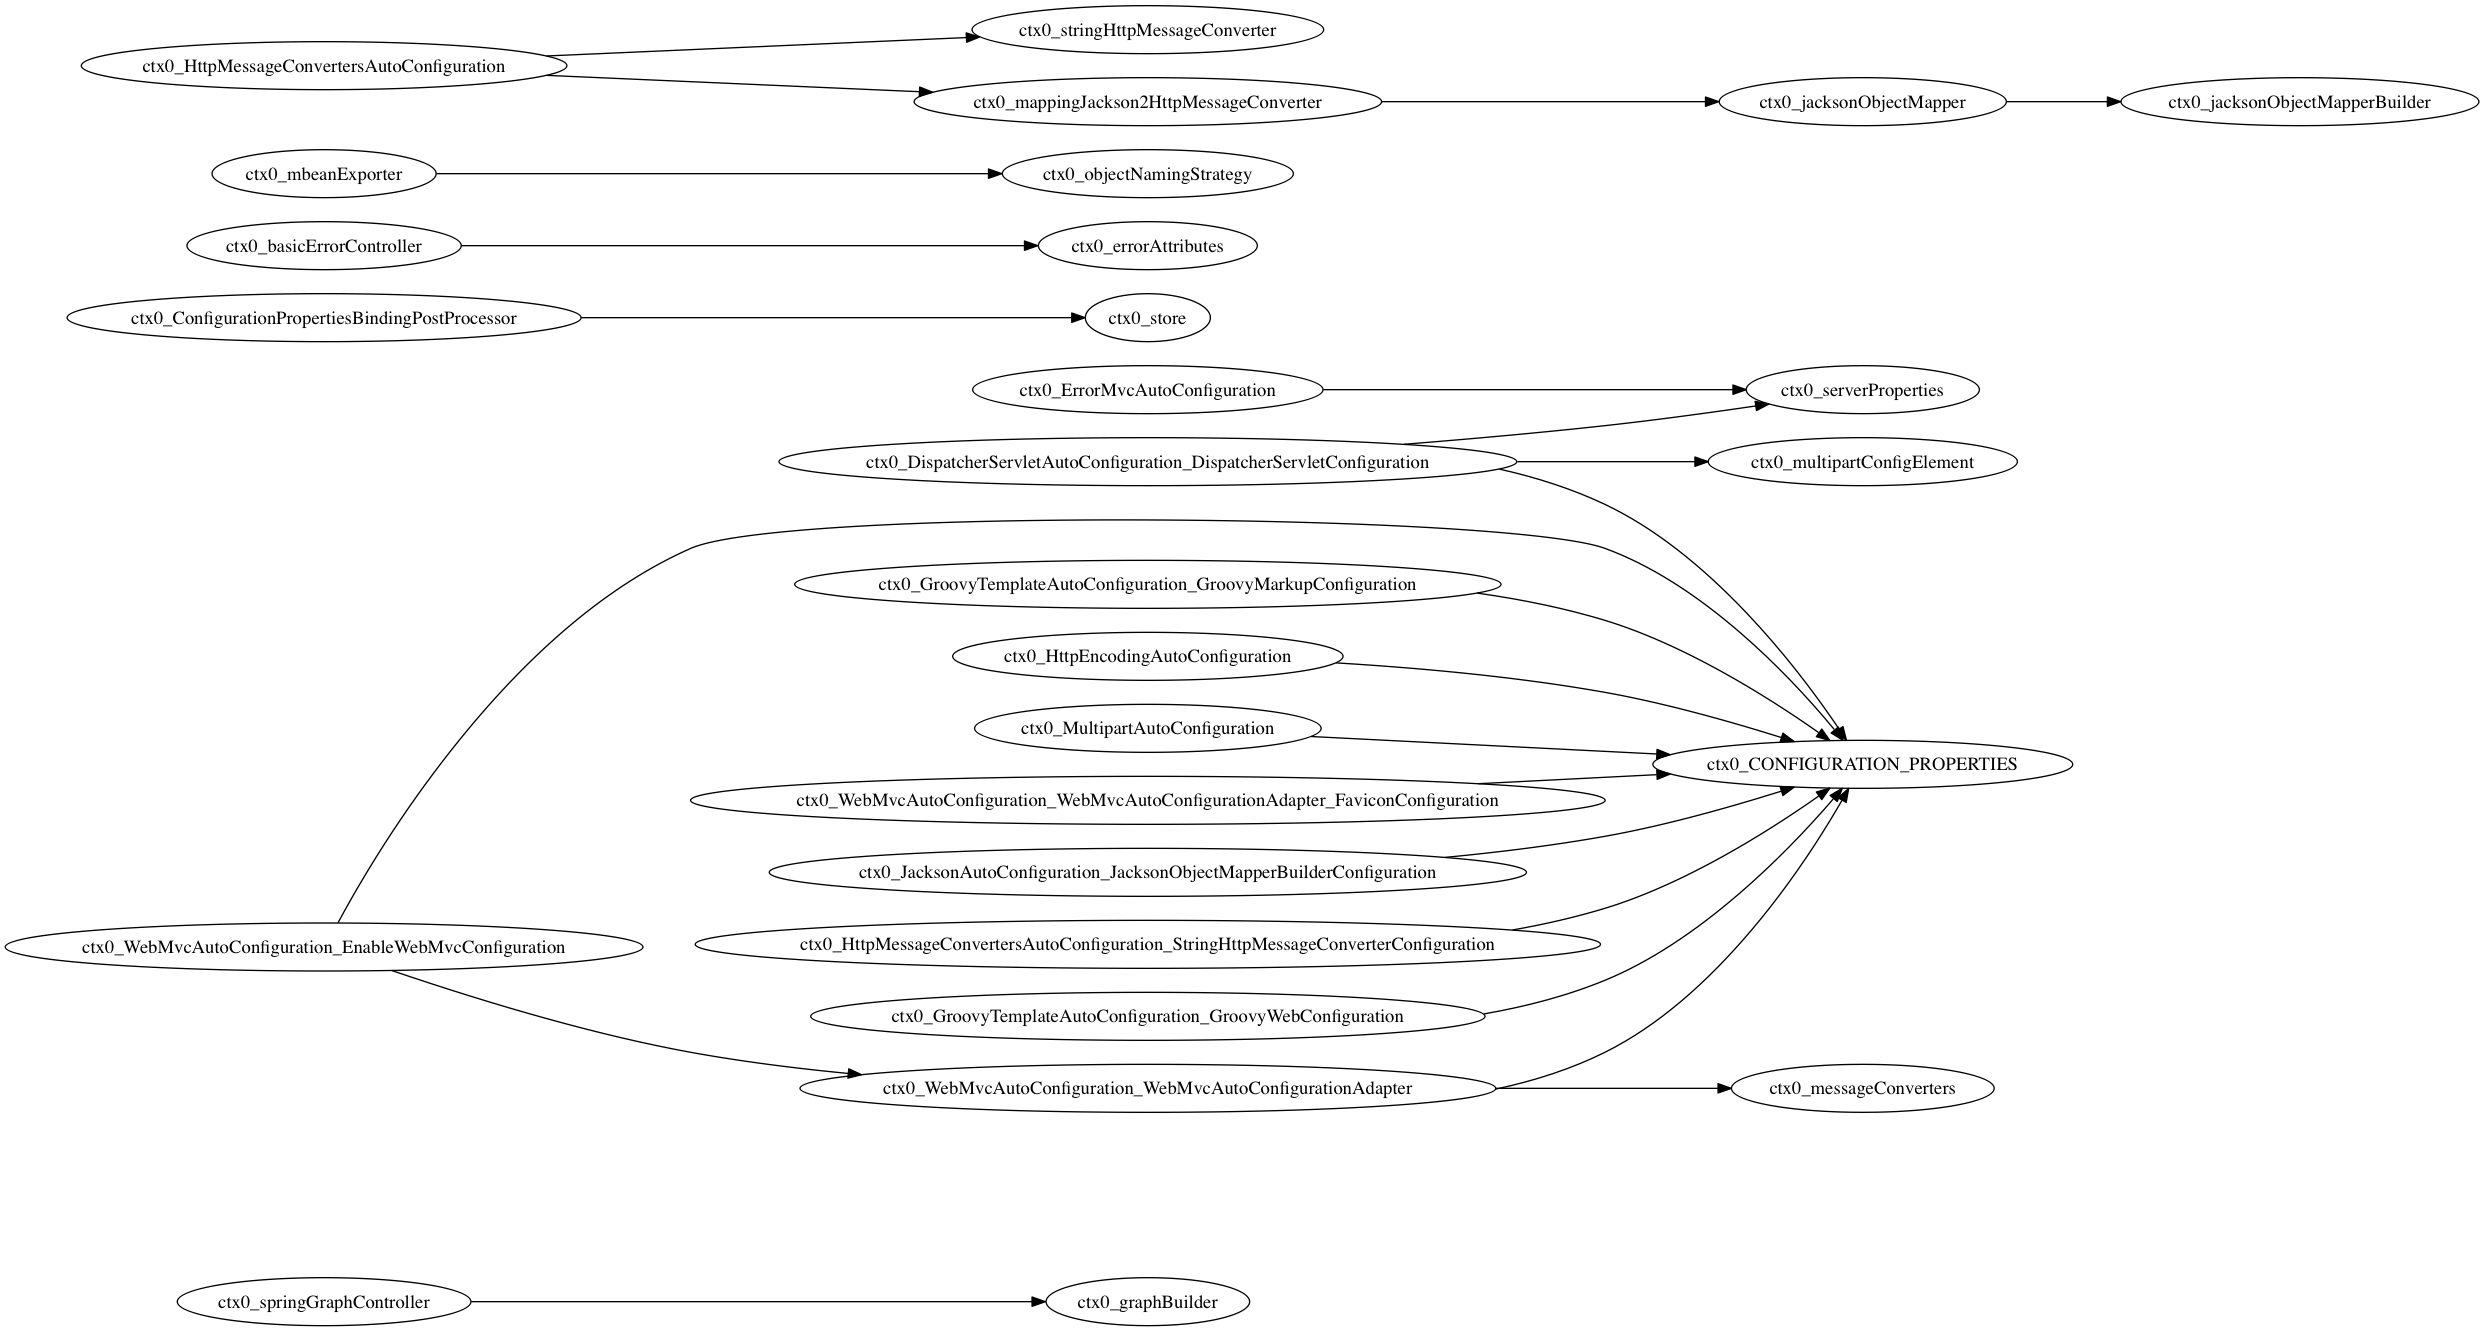 ctx0_stringHttpMessageConverter
ctx0_HttpMessageConvertersAutoConfiguration
ctx0_mappingJackson2HttpMessageConverter
ctx0_jacksonObjectMapper
ctx0_jacksonObjectMapperBuilder
ctx0_mbeanExporter
ctx0_objectNamingStrategy
ctx0_basicErrorController
ctx0_errorAttributes
ctx0_ConfigurationPropertiesBindingPostProcessor
ctx0_store
ctx0_ErrorMvcAutoConfiguration
ctx0_serverProperties
ctx0_DispatcherServletAutoConfiguration_DispatcherServletConfiguration
ctx0_multipartConfigElement
ctx0_GroovyTemplateAutoConfiguration_GroovyMarkupConfiguration
ctx0_HttpEncodingAutoConfiguration
ctx0_MultipartAutoConfiguration
ctx0_CONFIGURATION_PROPERTIES
ctx0_WebMvcAutoConfiguration_WebMvcAutoConfigurationAdapter_FaviconConfiguration
ctx0_JacksonAutoConfiguration_JacksonObjectMapperBuilderConfiguration
ctx0_WebMvcAutoConfiguration_EnableWebMvcConfiguration
ctx0_HttpMessageConvertersAutoConfiguration_StringHttpMessageConverterConfiguration
ctx0_GroovyTemplateAutoConfiguration_GroovyWebConfiguration
ctx0_WebMvcAutoConfiguration_WebMvcAutoConfigurationAdapter
ctx0_messageConverters
ctx0_springGraphController
ctx0_graphBuilder